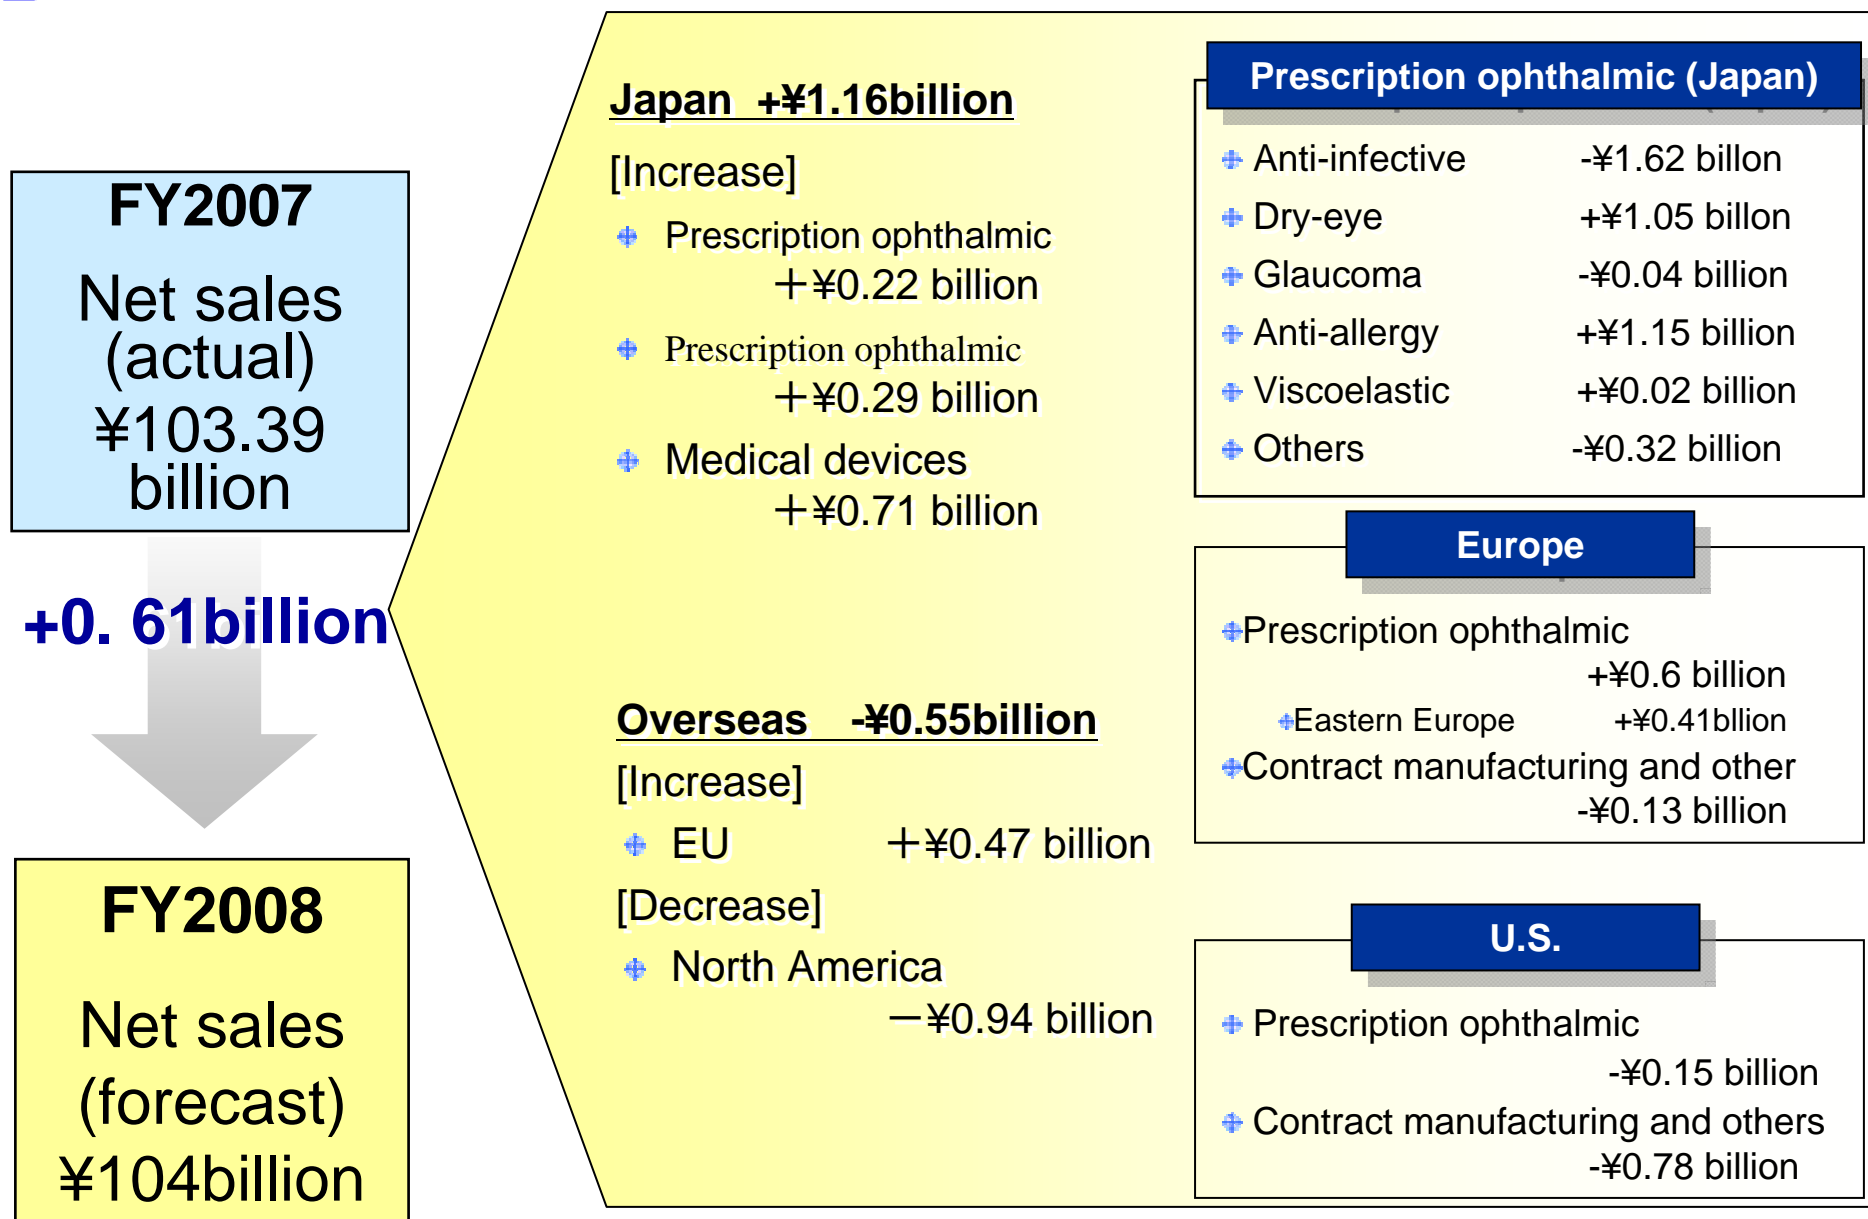 FY2007
Net sales
(actual)
¥103.39
billion
+0. 61billion
FY2008
Net sales
(forecast)
¥104billion
Japan +¥1.16billion
[Increase]
Prescription ophthalmic
＋¥0.22 billion
Prescription ophthalmic
＋¥0.29 billion
Medical devices
＋¥0.71 billion
Overseas -¥0.55billion
[Increase]
EU ＋¥0.47 billion
[Decrease]
North America
－¥0.94 billion
Prescription ophthalmic (Japan)
Anti-infective -¥1.62 billon
Dry-eye +¥1.05 billon
Glaucoma -¥0.04 billion
Anti-allergy +¥1.15 billion
Viscoelastic +¥0.02 billion
Others -¥0.32 billion
Europe
Prescription ophthalmic
+¥0.6 billion
Eastern Europe +¥0.41bllion
Contract manufacturing and other
-¥0.13 billion
U.S.
Prescription ophthalmic
-¥0.15 billion
Contract manufacturing and others
-¥0.78 billion